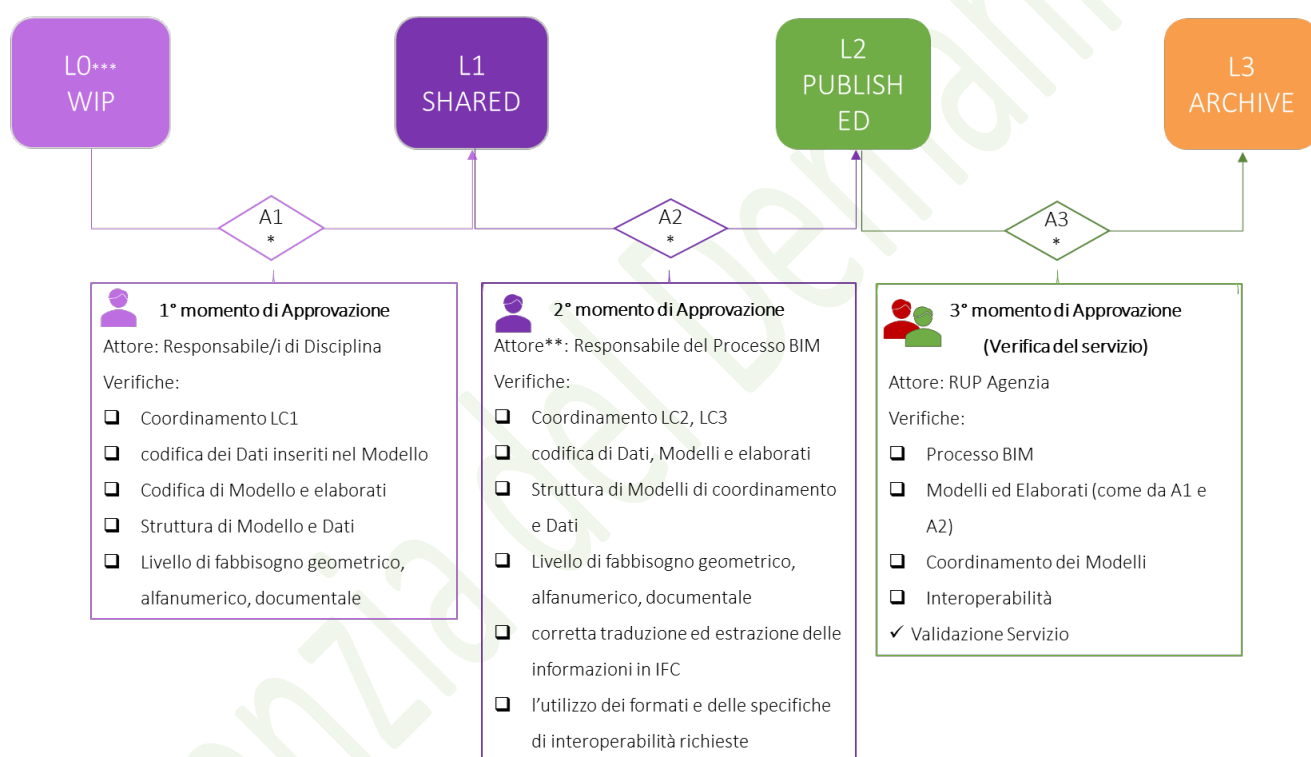 L0***
WIP
L1
SHARED
L2
PUBLISH
ED
L3
ARCHIVE
A1
*
A2
*
A3
*
1° momento di Approvazione
Attore: Responsabile/i di Disciplina
Verifiche:
Coordinamento LC1
codifica dei Dati inseriti nel Modello
Codifica di Modello e elaborati
Struttura di Modello e Dati
Livello di fabbisogno geometrico,
alfanumerico, documentale
2° momento di Approvazione
Attore**: Responsabile del Processo BIM
Verifiche:
Coordinamento LC2, LC3
codifica di Dati, Modelli e elaborati
Struttura di Modelli di coordinamento
e Dati
Livello di fabbisogno geometrico,
alfanumerico, documentale
corretta traduzione ed estrazione delle
informazioni in IFC
l'utilizzo dei formati e delle specifiche
di interoperabilità richieste
3° momento di Approvazione
(Verifica del servizio)
Attore: RUP Agenzia
Verifiche:
Processo BIM
Modelli ed Elaborati (come da A1 e
A2)
Coordinamento dei Modelli
Interoperabilità
✓ Validazione Servizio
enzia del Demani